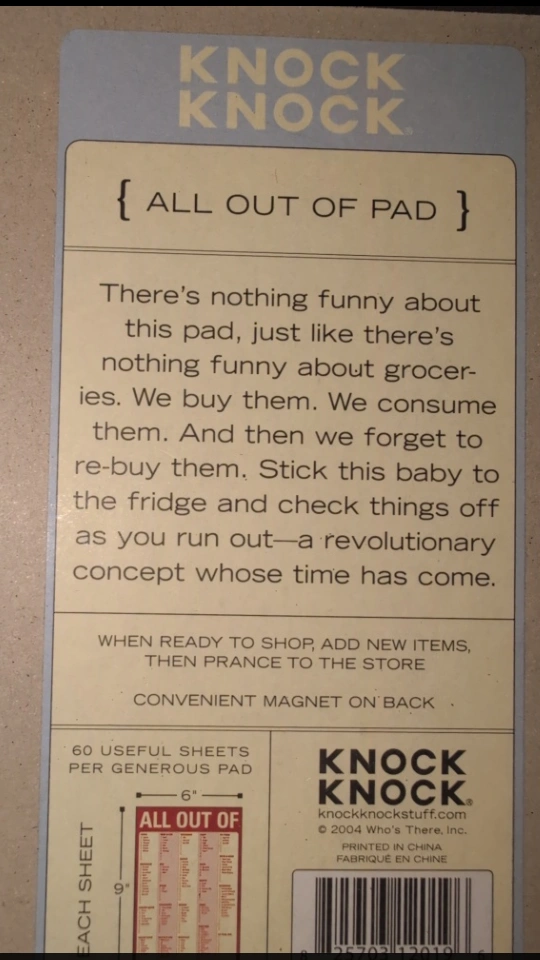 KNOCK
KNOCK®
{ ALL OUT OF PAD }
There's nothing funny about
this pad, just like there's
nothing funny about grocer-
ies. We buy them. We consume
them. And then we forget to
re-buy them. Stick this baby to
the fridge and check things off
as you run out—a revolutionary
concept whose time has come.
WHEN READY TO SHOP, ADD NEW ITEMS,
THEN PRANCE TO THE STORE
CONVENIENT MAGNET ON BACK
60 USEFUL SHEETS
PER GENEROUS PAD
6"
ALL OUT OF
9"
EACH SHEET
KNOCK
KNOCK®
knockknockstuff.com
© 2004 Who's There, Inc.
PRINTED IN CHINA
FABRIQUÉ EN CHINE